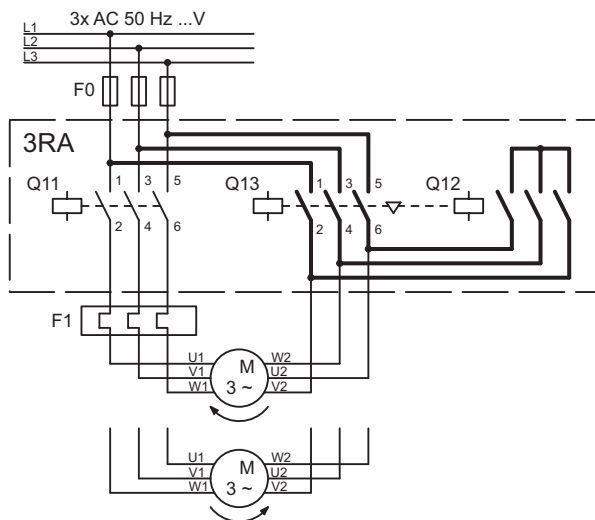 3x AC 50 Hz ...V
L1
L2
L3
F0
3RA
Q11
1 3 5
2 4 6
Q13
1 3 5
2 4 6
Q12
F1
U1
V1
W1
M
3 ~
W2
U2
V2
U1
V1
W1
M
3 ~
W2
U2
V2